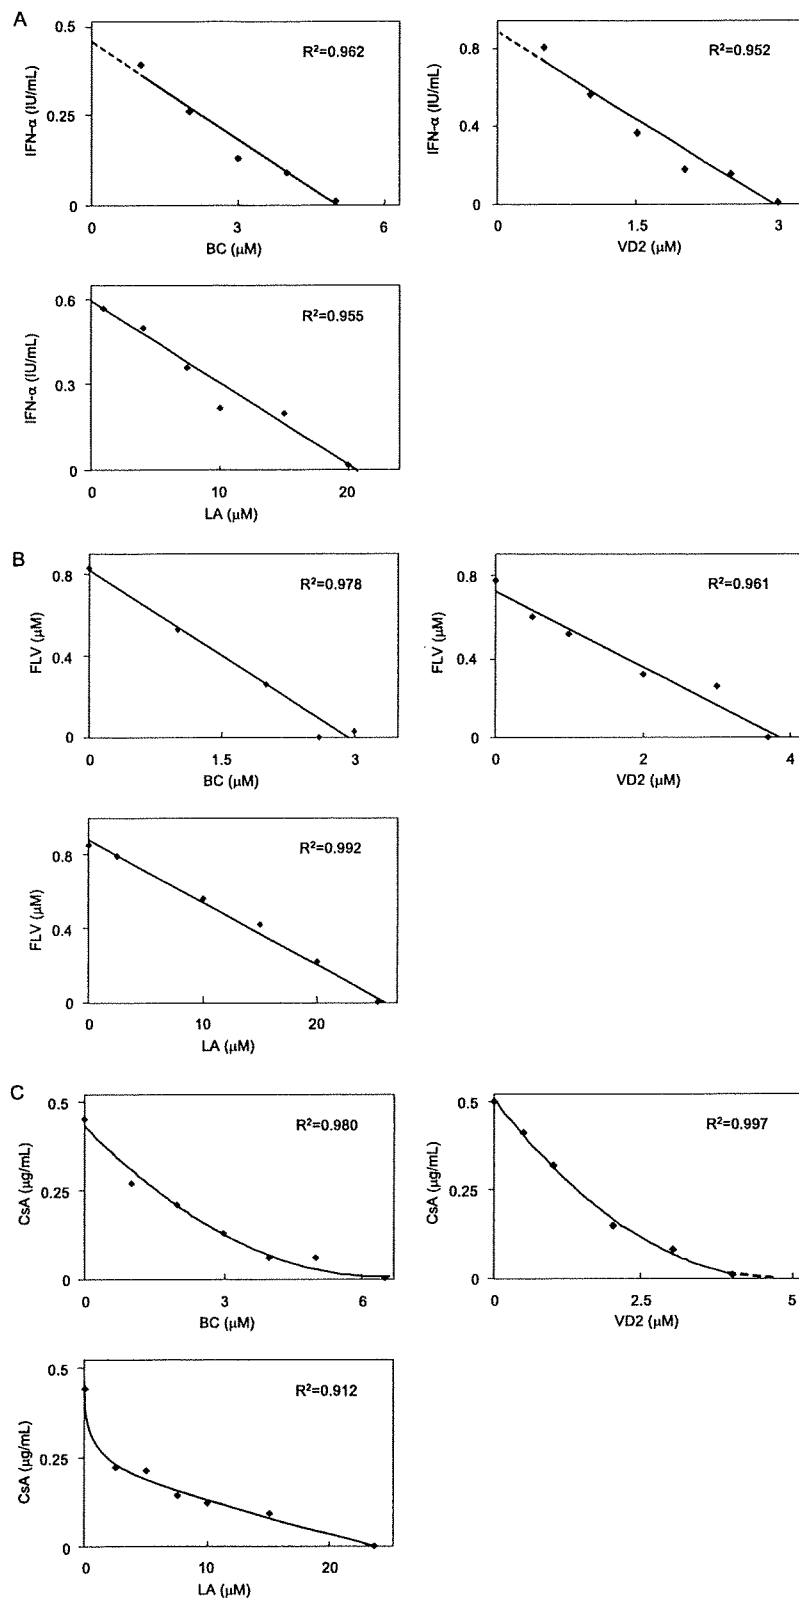 A
0.5
0.25
0
IFN-α (IU/mL)
R²=0.962
0
3
6
BC (μM)
0.8
0.4
0
IFN-α (IU/mL)
R²=0.952
0
1.5
3
VD2 (μM)
0.6
0.3
0
IFN-α (IU/mL)
R²=0.955
0
10
20
LA (μM)
B
0.8
0.4
0
FLV (μM)
R²=0.978
0
1.5
3
BC (μM)
0.8
0.4
0
FLV (μM)
R²=0.961
0
2
4
VD2 (μM)
0.8
0.4
0
FLV (μM)
R²=0.992
0
10
20
LA (μM)
C
0.5
0.25
0
CsA (μg/mL)
R²=0.980
0
3
6
BC (μM)
0.5
0.25
0
CsA (μg/mL)
R²=0.997
0
2.5
5
VD2 (μM)
0.5
0.25
0
CsA (μg/mL)
R²=0.912
0
10
20
LA (μM)